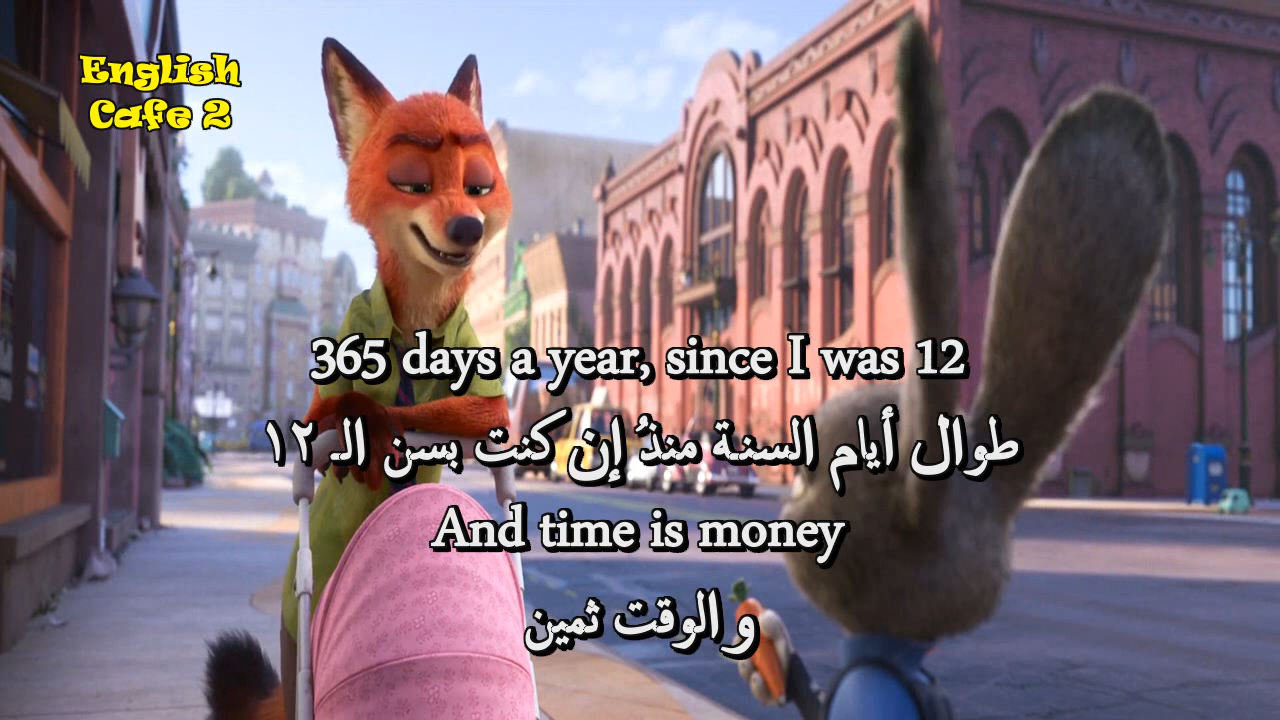 English
Cafe 2
365 days a year, since I was 12
طوال أيام السنة منذُ إن كنت بسن الـ ١٢
And time is money
و الوقت ثمين